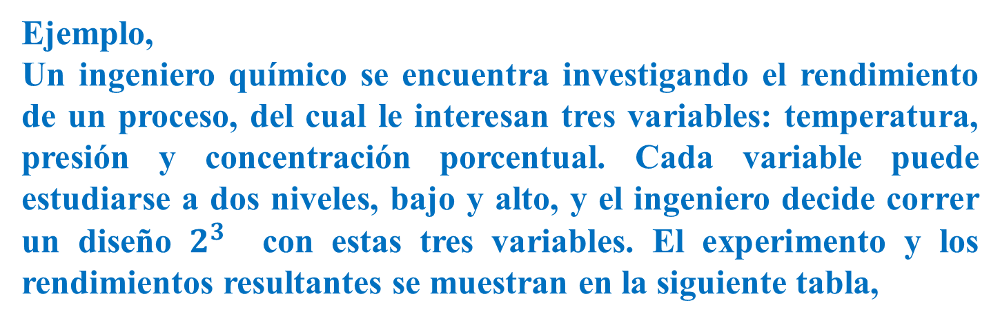 Ejemplo,
Un ingeniero químico se encuentra investigando el rendimiento
de un proceso, del cual le interesan tres variables: temperatura,
presión y concentración porcentual. Cada variable puede
estudiarse a dos niveles, bajo y alto, y el ingeniero decide correr
un diseño 2³ con estas tres variables. El experimento y los
rendimientos resultantes se muestran en la siguiente tabla,